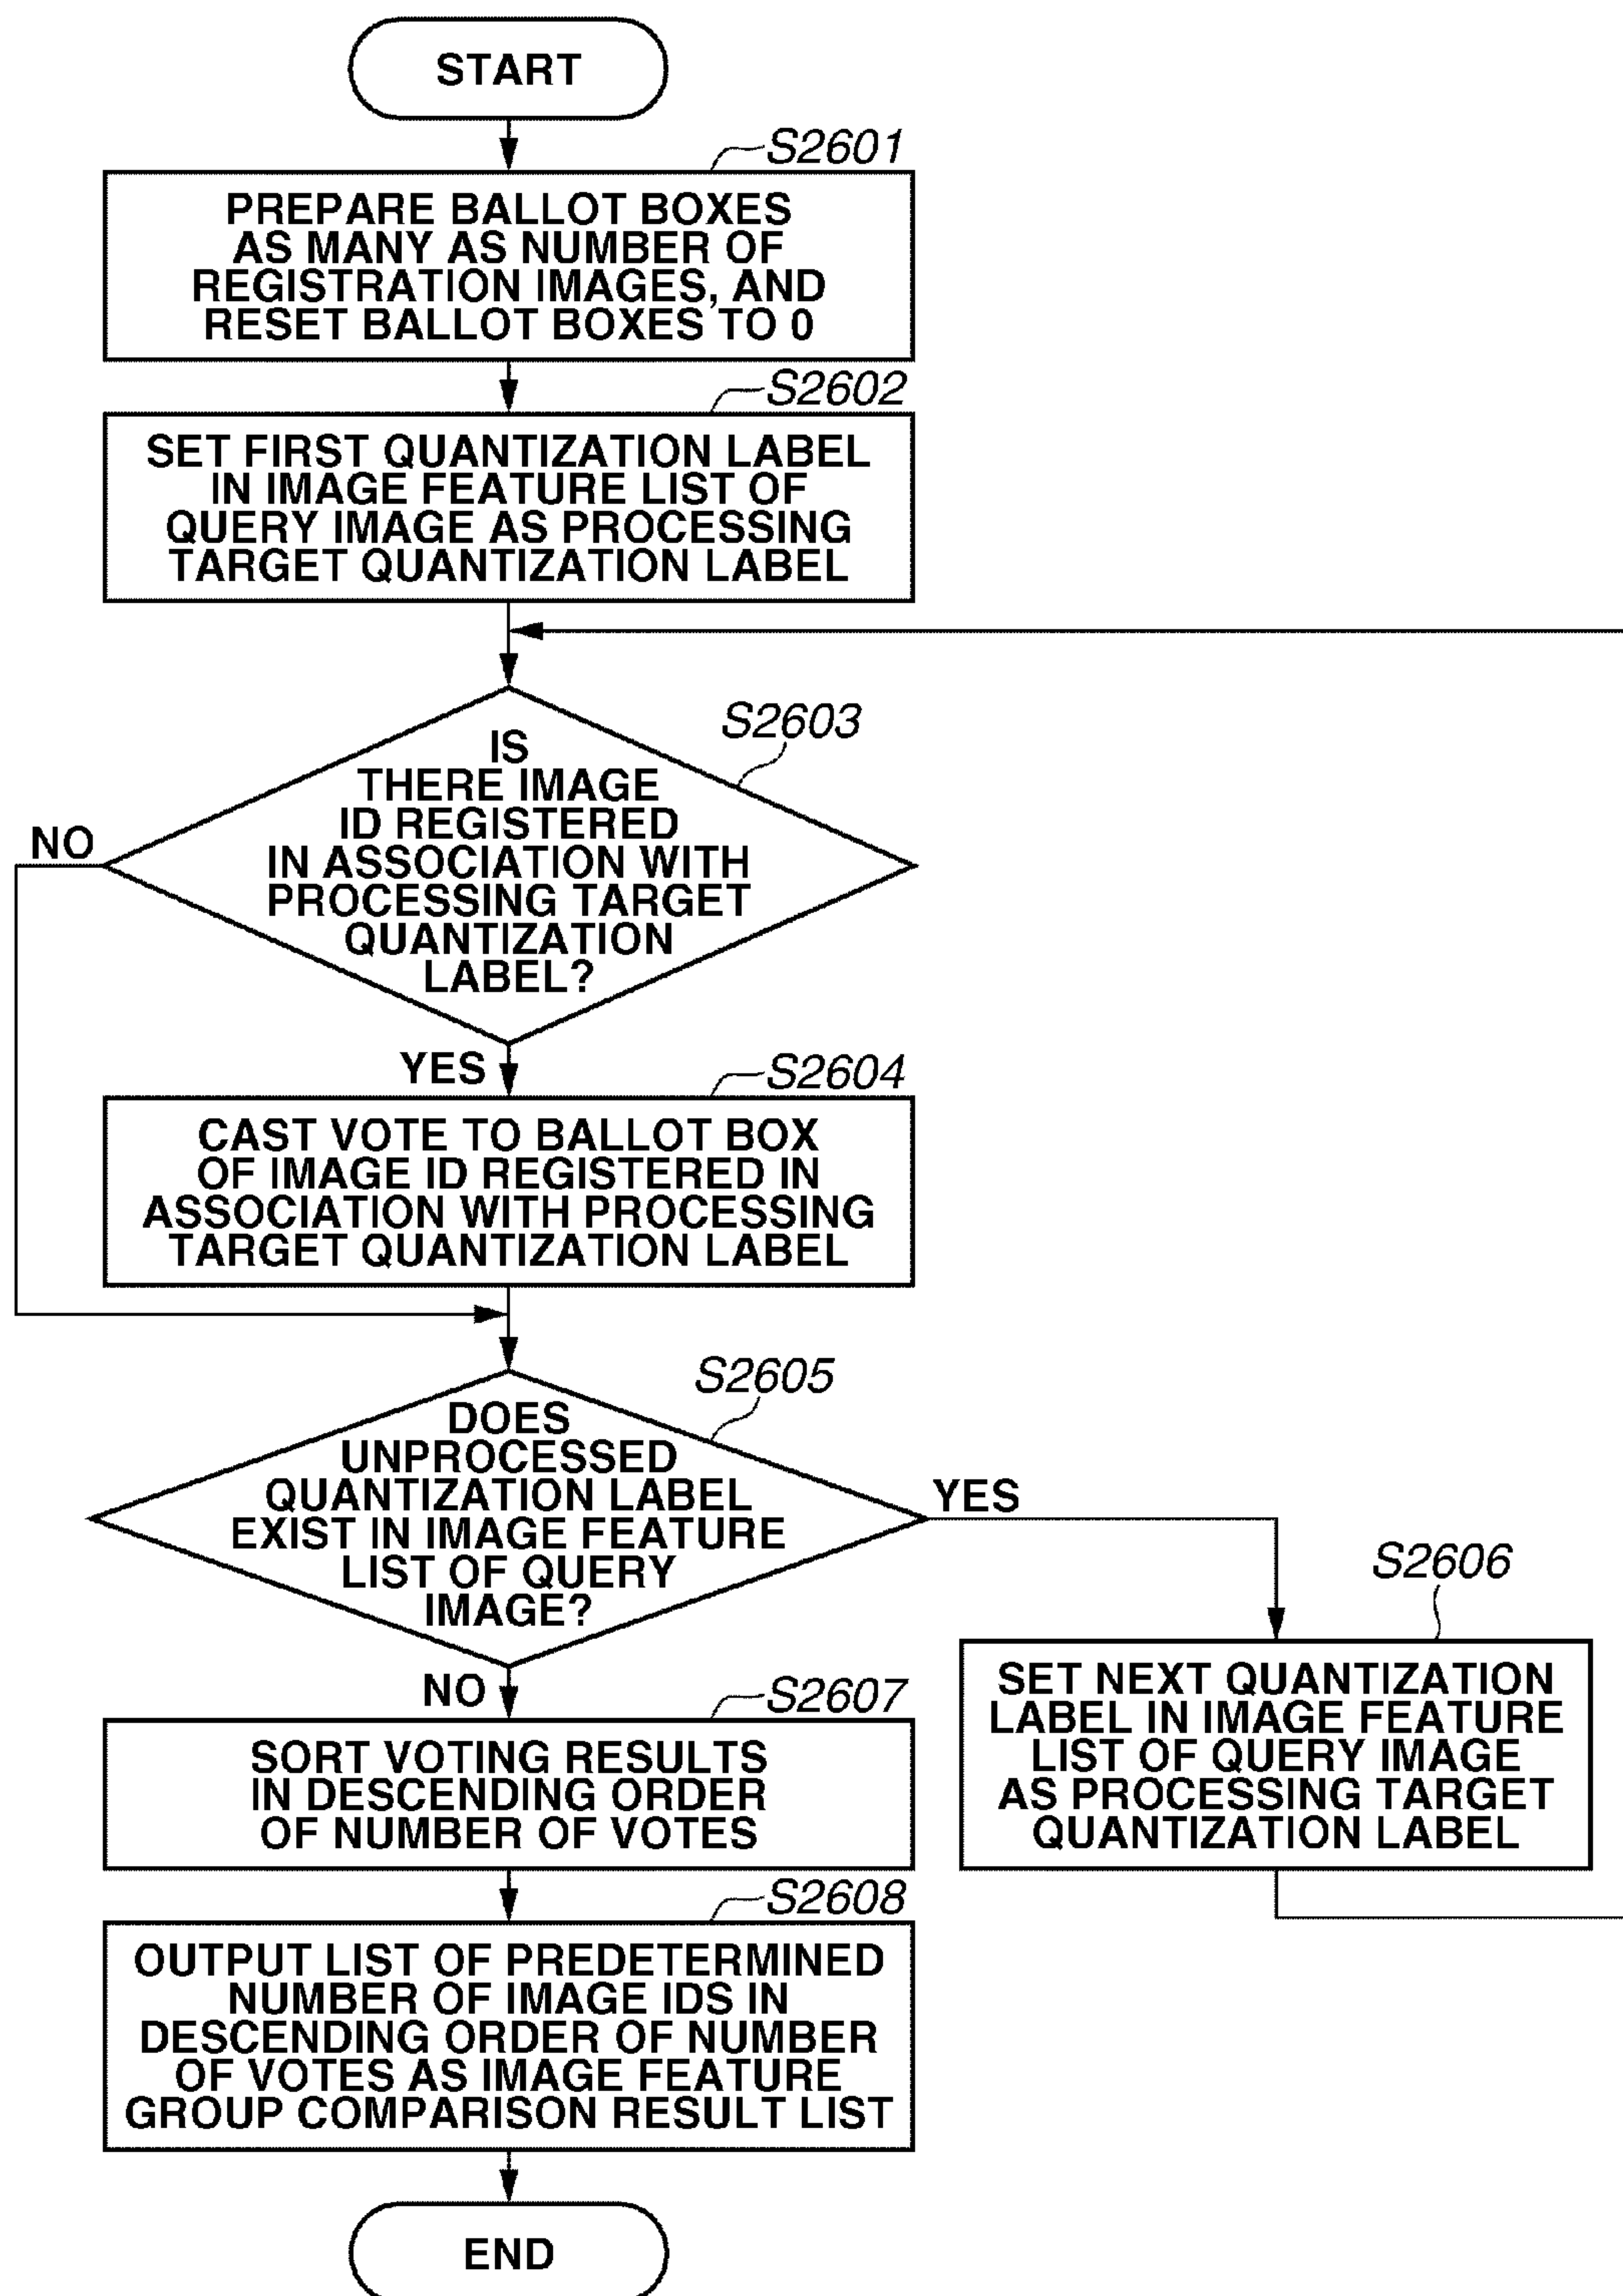 START
S2601
PREPARE BALLOT BOXES
AS MANY AS NUMBER OF
REGISTRATION IMAGES, AND
RESET BALLOT BOXES TO 0
S2602
SET FIRST QUANTIZATION LABEL
IN IMAGE FEATURE LIST OF
QUERY IMAGE AS PROCESSING
TARGET QUANTIZATION LABEL
S2603
IS
THERE IMAGE
ID REGISTERED
IN ASSOCIATION WITH
PROCESSING TARGET
QUANTIZATION
LABEL?
NO
YES
S2604
CAST VOTE TO BALLOT BOX
OF IMAGE ID REGISTERED IN
ASSOCIATION WITH PROCESSING
TARGET QUANTIZATION LABEL
S2605
DOES
UNPROCESSED
QUANTIZATION LABEL
EXIST IN IMAGE FEATURE
LIST OF QUERY
IMAGE?
YES
S2606
SET NEXT QUANTIZATION
LABEL IN IMAGE FEATURE
LIST OF QUERY IMAGE
AS PROCESSING TARGET
QUANTIZATION LABEL
NO
S2607
SORT VOTING RESULTS
IN DESCENDING ORDER
OF NUMBER OF VOTES
S2608
OUTPUT LIST OF PREDETERMINED
NUMBER OF IMAGE IDS IN
DESCENDING ORDER OF NUMBER
OF VOTES AS IMAGE FEATURE
GROUP COMPARISON RESULT LIST
END